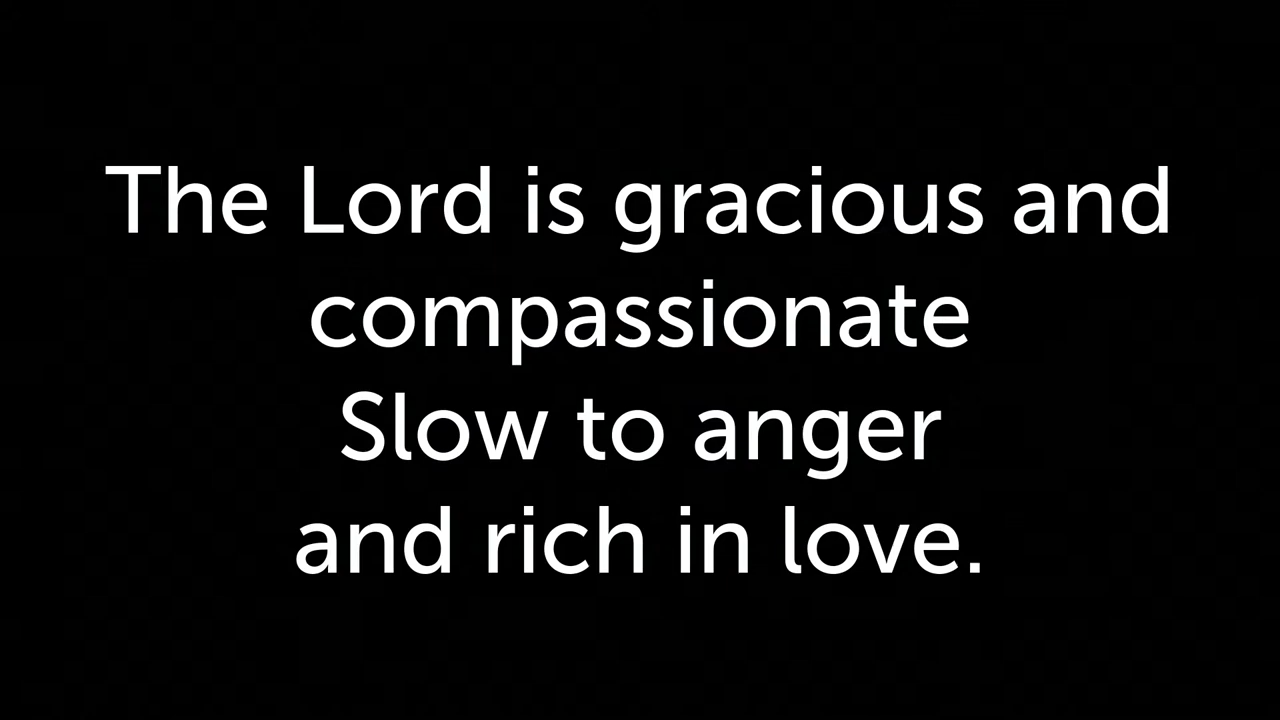 The Lord is gracious and
compassionate
Slow to anger
and rich in love.